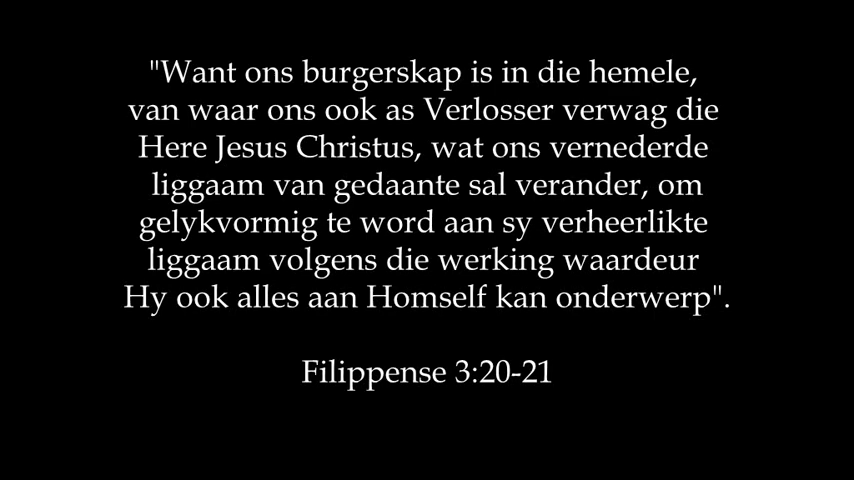 "Want ons burgerskap is in die hemele,
van waar ons ook as Verlosser verwag die
Here Jesus Christus, wat ons vernederde
liggaam van gedaante sal verander, om
gelykvormig te word aan sy verheerlikte
liggaam volgens die werking waardeur
Hy ook alles aan Homself kan onderwerp".
Filippense 3:20-21